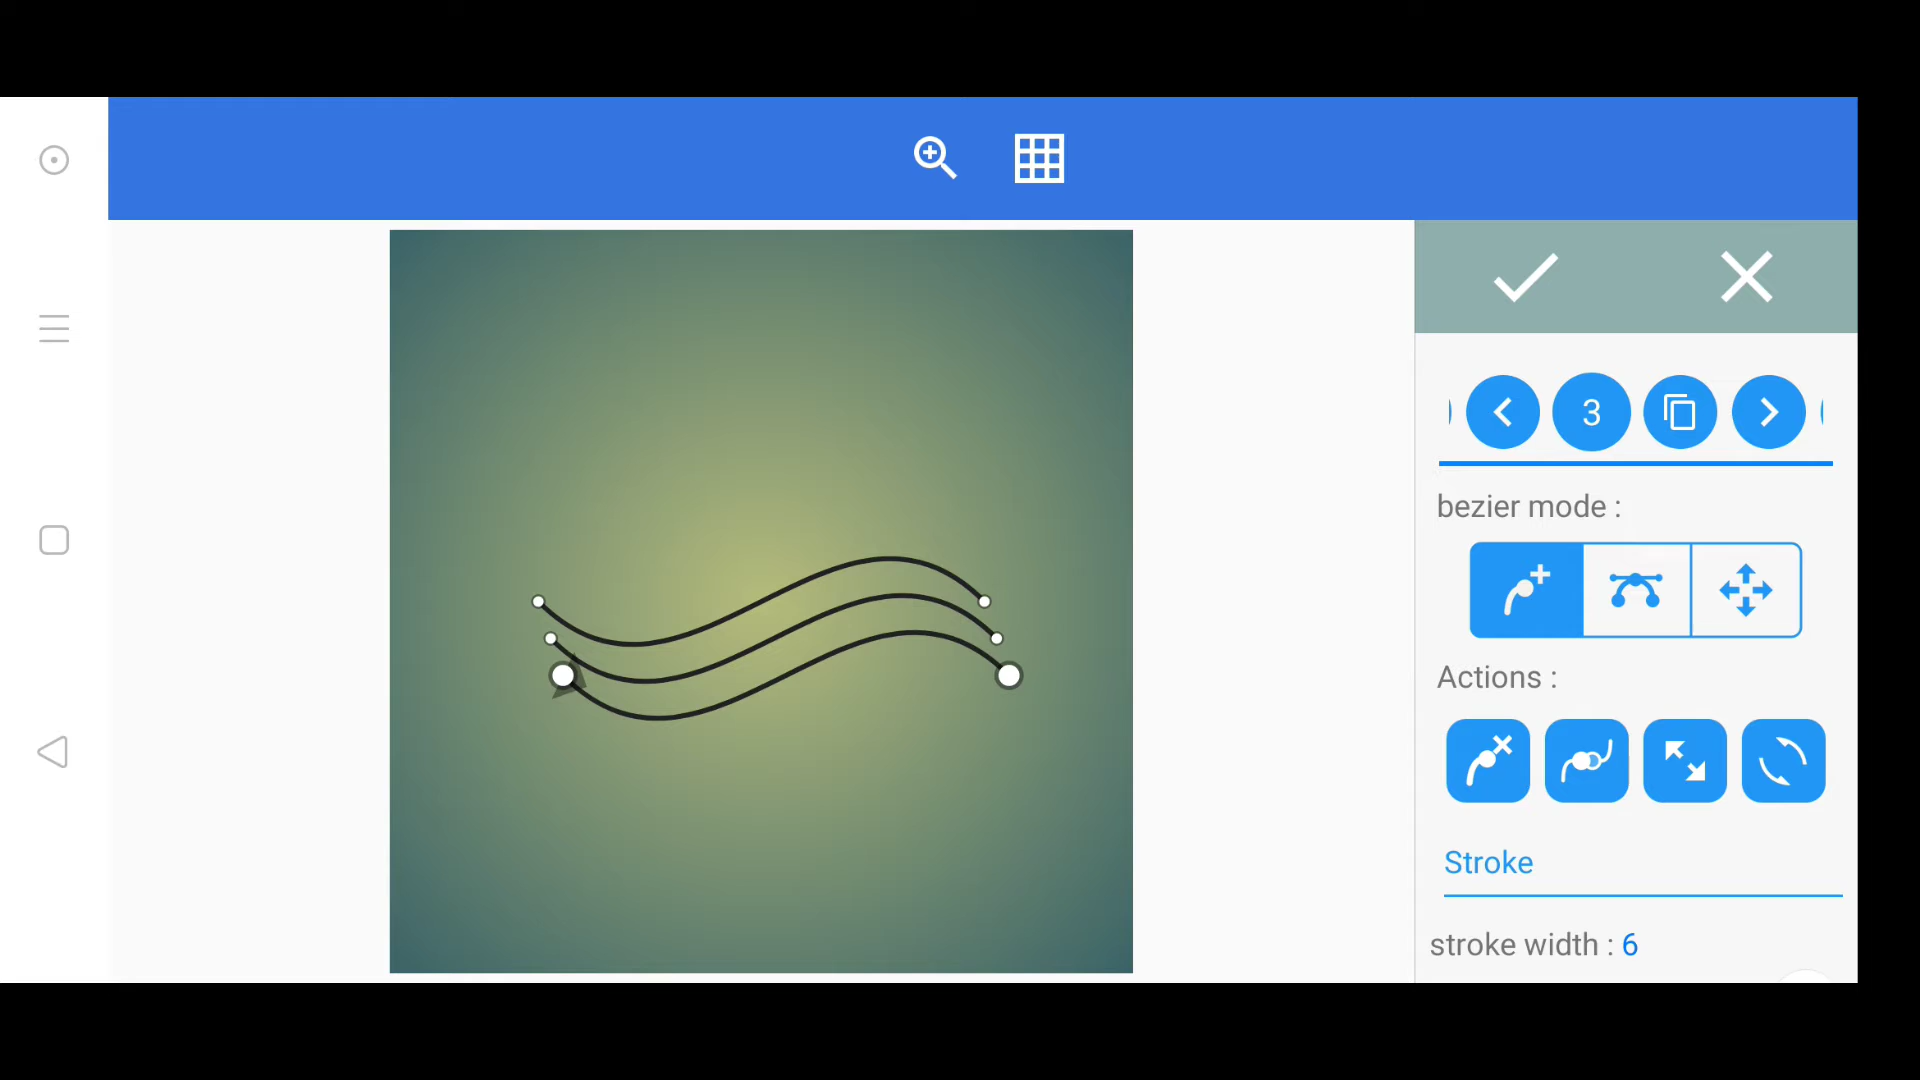 3
bezier mode :
Actions :
Stroke
stroke width : 6